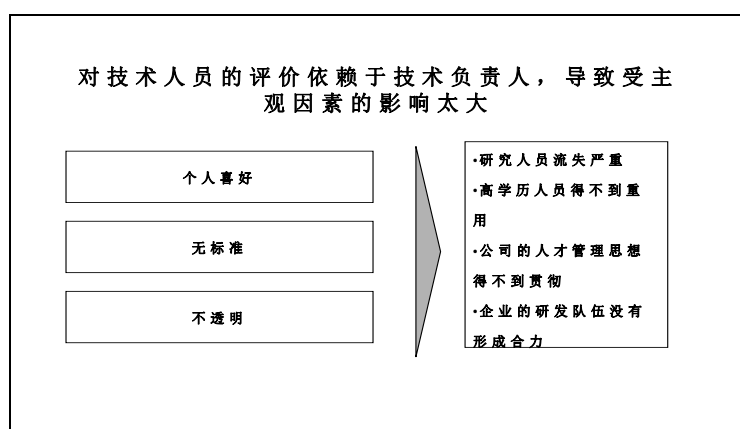 对技术人员的评价依赖于技术负责人，导致受主
观因素的影响太大
个人喜好
无标准
不透明
•研究人员流失严重
•高学历人员得不到重
用
•公司的人才管理思想
得不到贯彻
•企业的研发队伍没有
形成合力